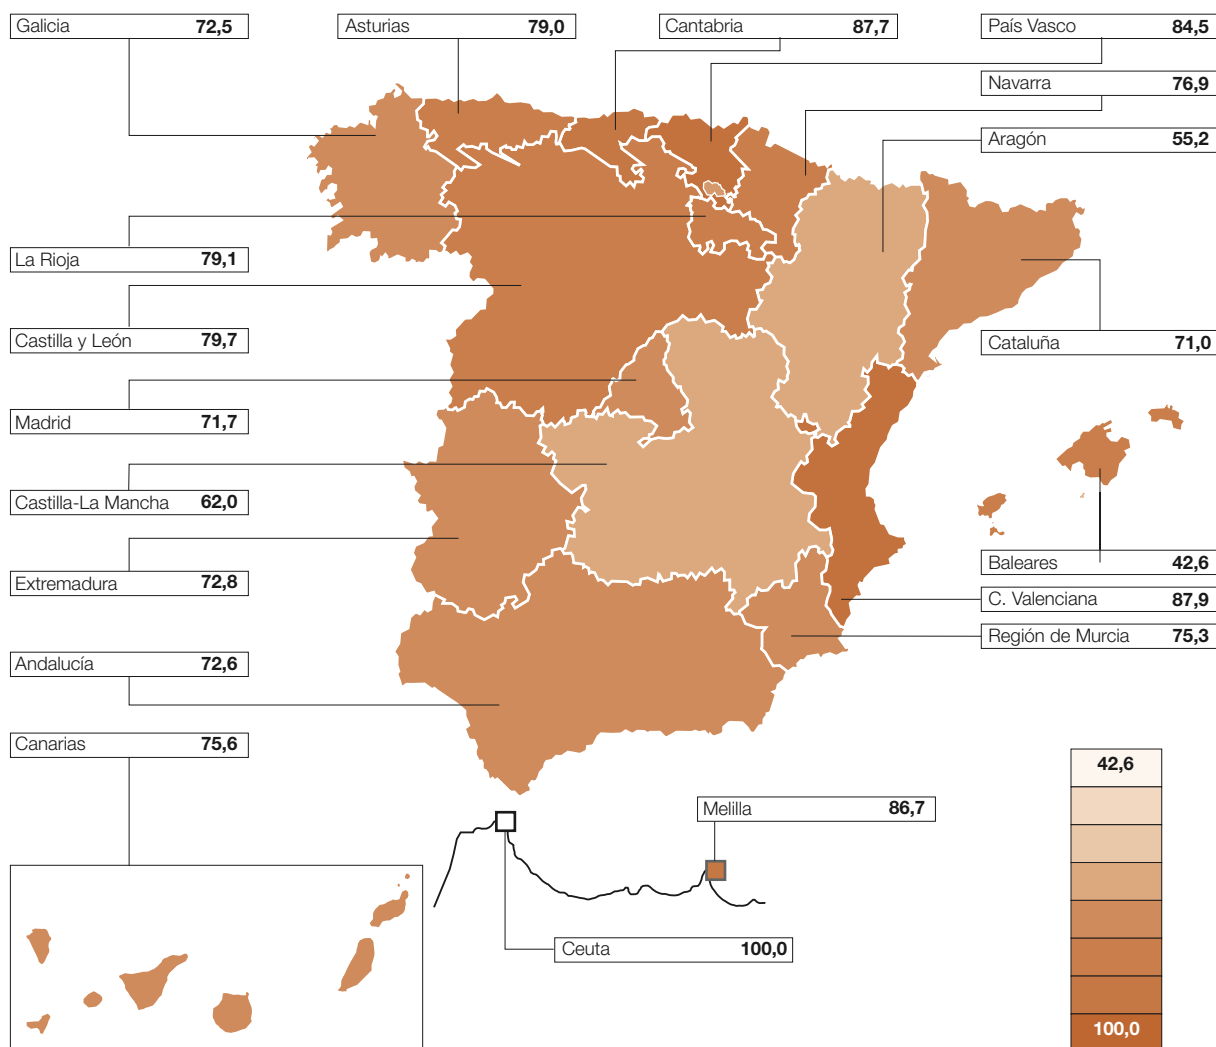 Galicia 72,5
Asturias 79,0
Cantabria 87,7
País Vasco 84,5
Navarra 76,9
Aragón 55,2
La Rioja 79,1
Castilla y León 79,7
Cataluña 71,0
Madrid 71,7
Castilla-La Mancha 62,0
Extremadura 72,8
Baleares 42,6
C. Valenciana 87,9
Región de Murcia 75,3
Andalucía 72,6
Canarias 75,6
42,6
Melilla 86,7
Ceuta 100,0
100,0